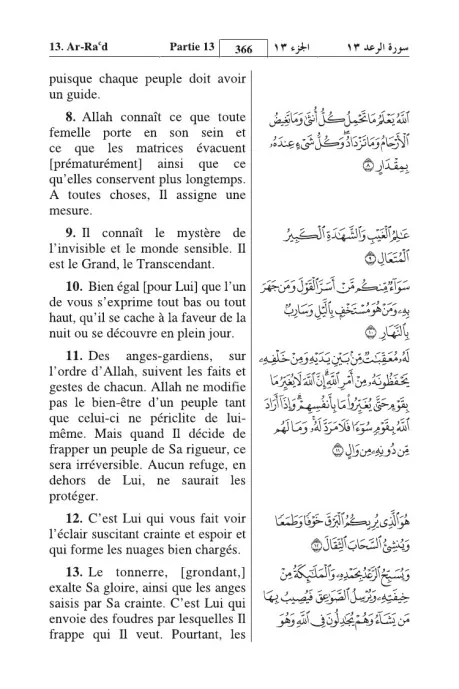 13. Ar-Raʿd Partie 13 366 الجزء ١٣ سورة الرعد ١٣
puisque chaque peuple doit avoir
un guide.
8. Allah connaît ce que toute
femelle porte en son sein et
ce que les matrices évacuent
[prématurément] ainsi que ce
qu’elles conservent plus longtemps.
A toutes choses, Il assigne une
mesure.
9. Il connaît le mystère de
l’invisible et le monde sensible. Il
est le Grand, le Transcendant.
10. Bien égal [pour Lui] que l’un
de vous s’exprime tout bas ou tout
haut, qu’il se cache à la faveur de la
nuit ou se découvre en plein jour.
11. Des anges-gardiens, sur
l’ordre d’Allah, suivent les faits et
gestes de chacun. Allah ne modifie
pas le bien-être d’un peuple tant
que celui-ci ne périclite de lui-
même. Mais quand Il décide de
frapper un peuple de Sa rigueur, ce
sera irréversible. Aucun refuge, en
dehors de Lui, ne saurait les
protéger.
12. C’est Lui qui vous fait voir
l’éclair suscitant crainte et espoir et
qui forme les nuages bien chargés.
13. Le tonnerre, [grondant,]
exalte Sa gloire, ainsi que les anges
saisis par Sa crainte. C’est Lui qui
envoie des foudres par lesquelles Il
frappe qui Il veut. Pourtant, les
ٱللَّهُ يَعْلَمُ مَا تَحْمِلُ كُلُّ أُنثَىٰ وَمَا تَغِيضُ
ٱلْأَرْحَامُ وَمَا تَزْدَادُ ۖ وَكُلُّ شَىْءٍ عِندَهُۥ
بِمِقْدَارٍ ٨
عَـٰلِمُ ٱلْغَيْبِ وَٱلشَّهَـٰدَةِ ٱلْكَبِيرُ
ٱلْمُتَعَالِ ٩
سَوَآءٌ مِّنكُم مَّنْ أَسَرَّ ٱلْقَوْلَ وَمَن جَهَرَ
بِهِۦ وَمَنْ هُوَ مُسْتَخْفٍۭ بِٱلَّيْلِ وَسَارِبٌۢ
بِٱلنَّهَارِ ١٠
لَهُۥ مُعَقِّبَـٰتٌ مِّنۢ بَيْنِ يَدَيْهِ وَمِنْ خَلْفِهِۦ
يَحْفَظُونَهُۥ مِنْ أَمْرِ ٱللَّهِ ۗ إِنَّ ٱللَّهَ لَا يُغَيِّرُ مَا
بِقَوْمٍ حَتَّىٰ يُغَيِّرُوا۟ مَا بِأَنفُسِهِمْ ۗ وَإِذَآ أَرَادَ
ٱللَّهُ بِقَوْمٍ سُوٓءًا فَلَا مَرَدَّ لَهُۥ ۚ وَمَا لَهُم
مِّن دُونِهِۦ مِن وَالٍ ١١
هُوَ ٱلَّذِى يُرِيكُمُ ٱلْبَرْقَ خَوْفًا وَطَمَعًا
وَيُنشِئُ ٱلسَّحَابَ ٱلثِّقَالَ ١٢
وَيُسَبِّحُ ٱلرَّعْدُ بِحَمْدِهِۦ وَٱلْمَلَـٰٓئِكَةُ مِنْ
خِيفَتِهِۦ وَيُرْسِلُ ٱلصَّوَٰعِقَ فَيُصِيبُ بِهَا
مَن يَشَآءُ وَهُمْ يُجَـٰدِلُونَ فِى ٱللَّهِ وَهُوَ